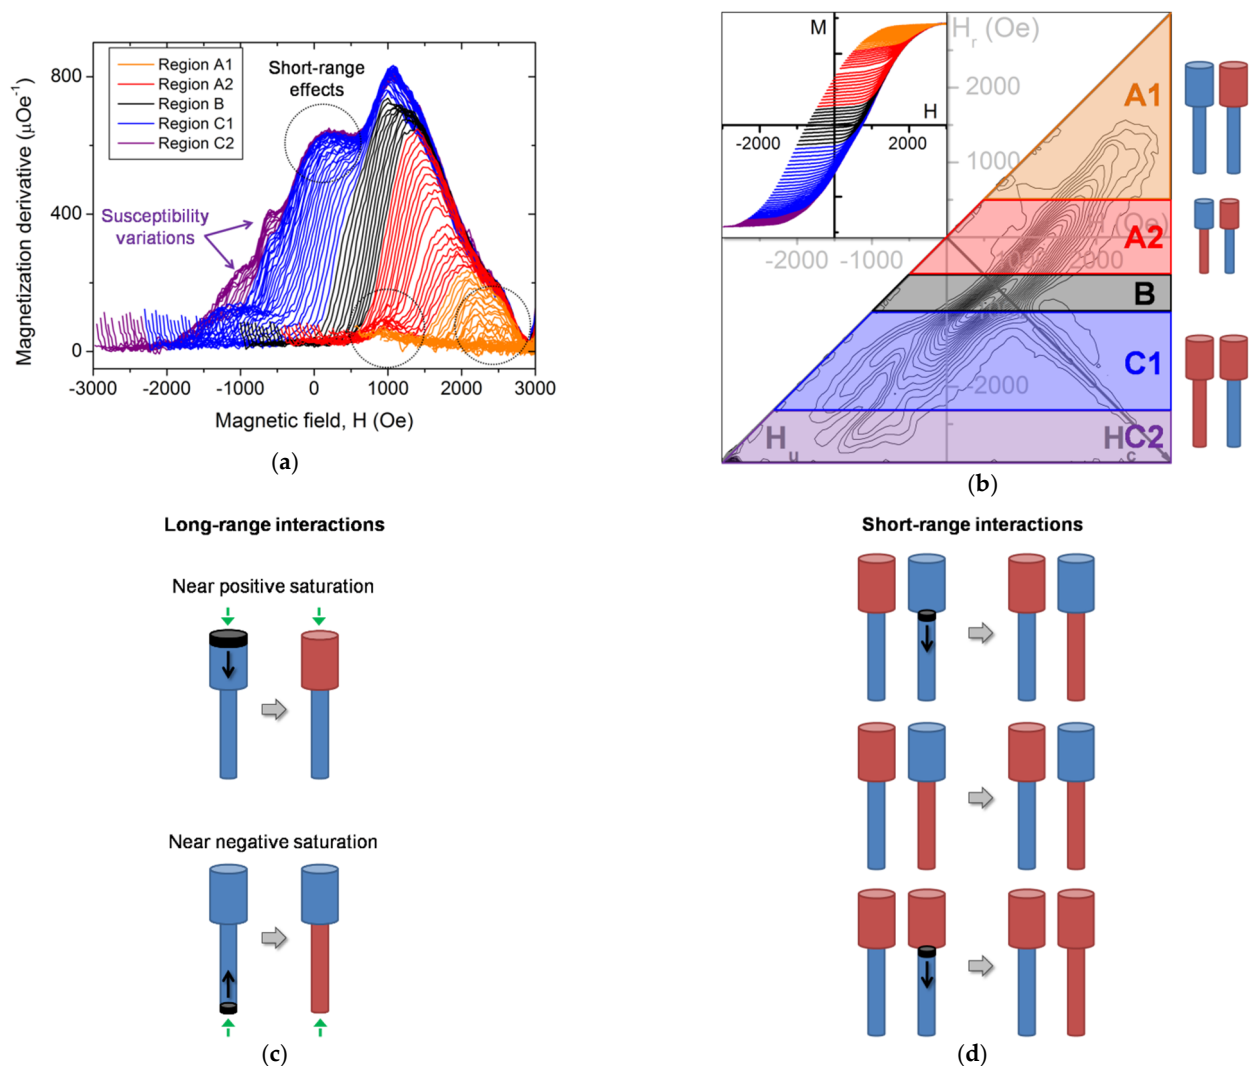 Region A1
Region A2
Region B
Region C1
Region C2
Short-range
effects
Susceptibility
variations
Magnetization derivative (µOe⁻¹)
800
400
0
-3000 -2000 -1000 0 1000 2000 3000
Magnetic field, H (Oe)
(a)
M
H
-2000 2000
Hr (Oe)
2000
1000
H (Oe)
-2000 -1000
-2000
A1
A2
B
C1
C2
Hu
Hc
(b)
Long-range interactions
Near positive saturation
Near negative saturation
(c)
Short-range interactions
(d)